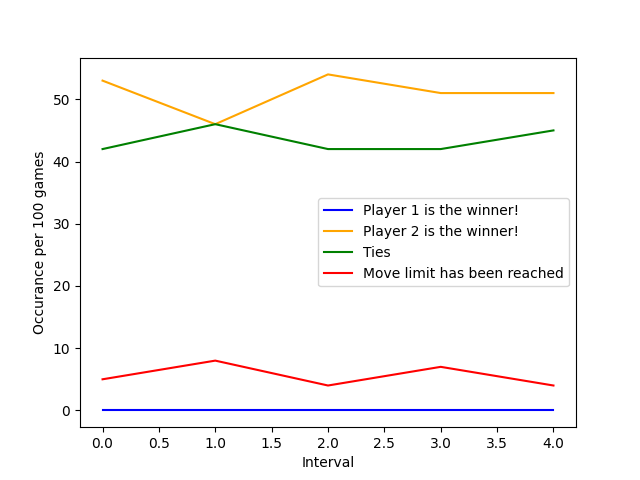 50
40
30
20
10
0
Occurance per 100 games
Player 1 is the winner!
Player 2 is the winner!
Ties
Move limit has been reached
0.0 0.5 1.0 1.5 2.0 2.5 3.0 3.5 4.0
Interval